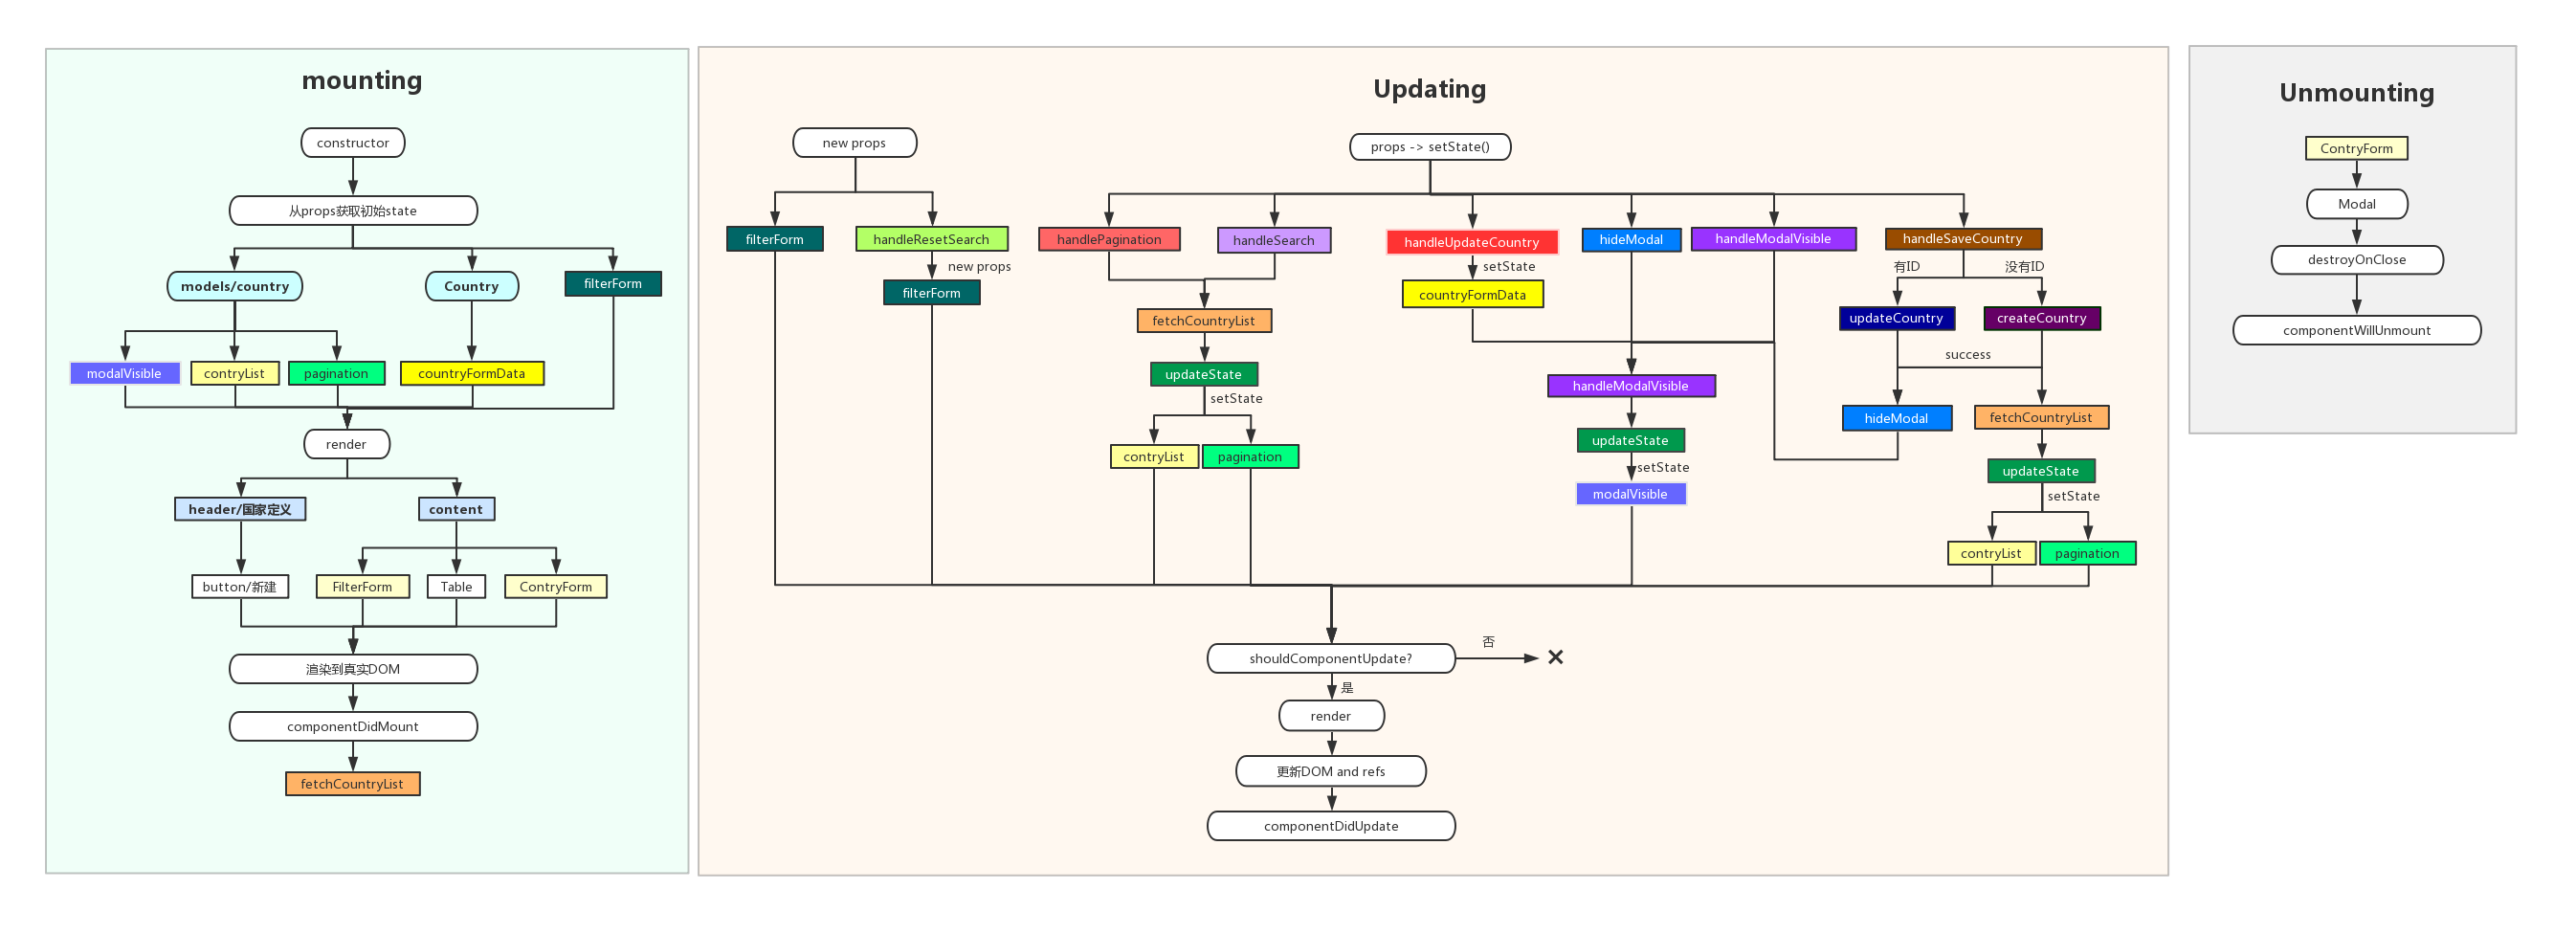 mounting
constructor
从props获取初始state
models/country
Country
filterForm
modalVisible
contryList
pagination
countryFormData
render
header/国家定义
content
button/新建
FilterForm
Table
ContryForm
渲染到真实DOM
componentDidMount
fetchCountryList
Updating
new props
props -> setState()
filterForm
handleResetSearch
handlePagination
handleSearch
handleUpdateCountry
hideModal
handleModalVisible
handleSaveCountry
new props
setState
有ID
没有ID
filterForm
countryFormData
fetchCountryList
updateCountry
createCountry
success
updateState
handleModalVisible
setState
hideModal
fetchCountryList
updateState
contryList
pagination
setState
updateState
modalVisible
setState
contryList
pagination
shouldComponentUpdate?
否
是
render
更新DOM and refs
componentDidUpdate
Unmounting
ContryForm
Modal
destroyOnClose
componentWillUnmount